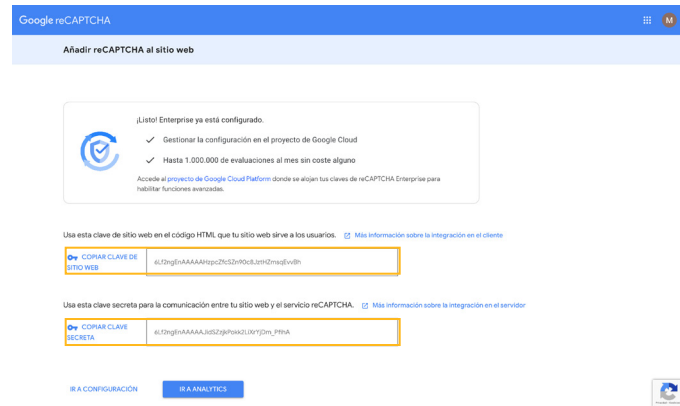 Google reCAPTCHA
M
Añadir reCAPTCHA al sitio web
¡Listo! Enterprise ya está configurado.
Gestionar la configuración en el proyecto de Google Cloud
Hasta 1.000.000 de evaluaciones al mes sin coste alguno
Accede al proyecto de Google Cloud Platform donde se alojan tus claves de reCAPTCHA Enterprise para
habilitar funciones avanzadas.
Usa esta clave de sitio web en el código HTML que tu sitio web sirve a los usuarios. Más información sobre la integración en el cliente
COPIAR CLAVE DE
SITIO WEB
Usa esta clave secreta para la comunicación entre tu sitio web y el servicio reCAPTCHA. Más información sobre la integración en el servidor
COPIAR CLAVE
SECRETA
IR A CONFIGURACIÓN
IR A ANALYTICS